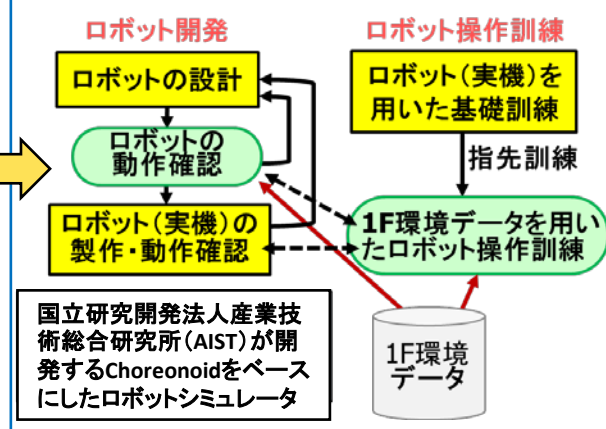 ロボット開発
ロボットの設計
ロボットの
動作確認
ロボット(実機)の
製作・動作確認
ロボット操作訓練
ロボット(実機)を
用いた基礎訓練
指先訓練
1F環境データを用い
たロボット操作訓練
1F環境
データ
国立研究開発法人産業技
術総合研究所(AIST)が開
発するChoreonoidをベース
にしたロボットシミュレータ